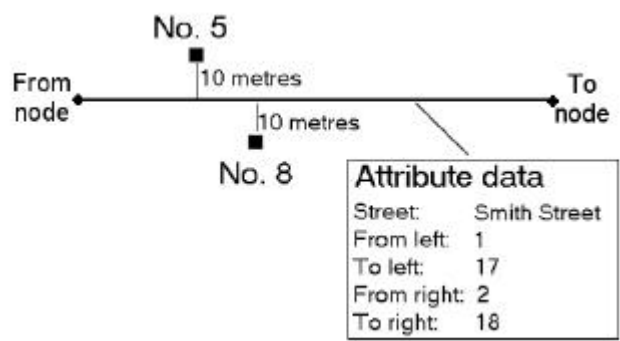 No. 5
10 metres
From
node
To
node
10 metres
No. 8
Attribute data
Street: Smith Street
From left: 1
To left: 17
From right: 2
To right: 18